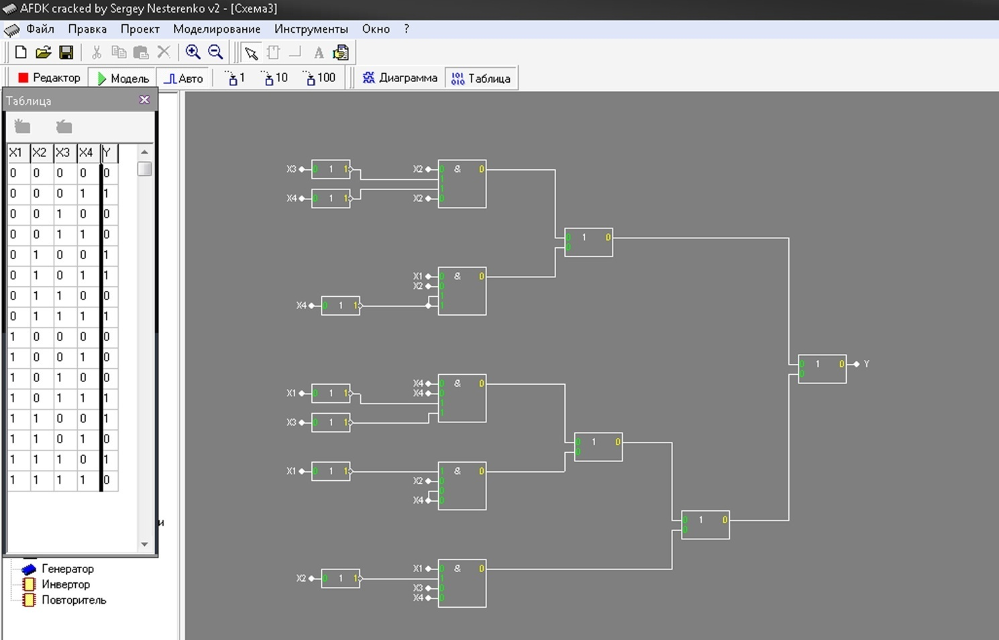 AFDK cracked by Sergey Nesterenko v2 - [Схема3]
Файл Правка Проект Моделирование Инструменты Окно ?
A
Редактор Модель Авто 1 10 100 Диаграмма 101 010 Таблица
Таблица
X1 X2 X3 X4 Y
0 0 0 0 0
0 0 0 1 1
0 0 1 0 0
0 0 1 1 0
0 1 0 0 1
0 1 0 1 1
0 1 1 0 0
0 1 1 1 1
1 0 0 0 0
1 0 0 1 0
1 0 1 0 0
1 0 1 1 1
1 1 0 0 1
1 1 0 1 0
1 1 1 0 1
1 1 1 1 0
и
Генератор
Инвертор
Повторитель
X3 0 1 1 X2 0 & 0
1
1
X4 0 1 1 X2 0
0 1 0
0
X1 0 & 0
X2 0
1
X4 0 1 1 1
0 1 0 Y
0
X4 0 & 0
X1 0 1 1 X4 0
1
1
X3 0 1 1
0 1 0
0
X1 0 1 1 1 & 0
X2 0
0
X4 0
0 1 0
0
X1 0 & 0
X2 0 1 1 1
X3 0
X4 0